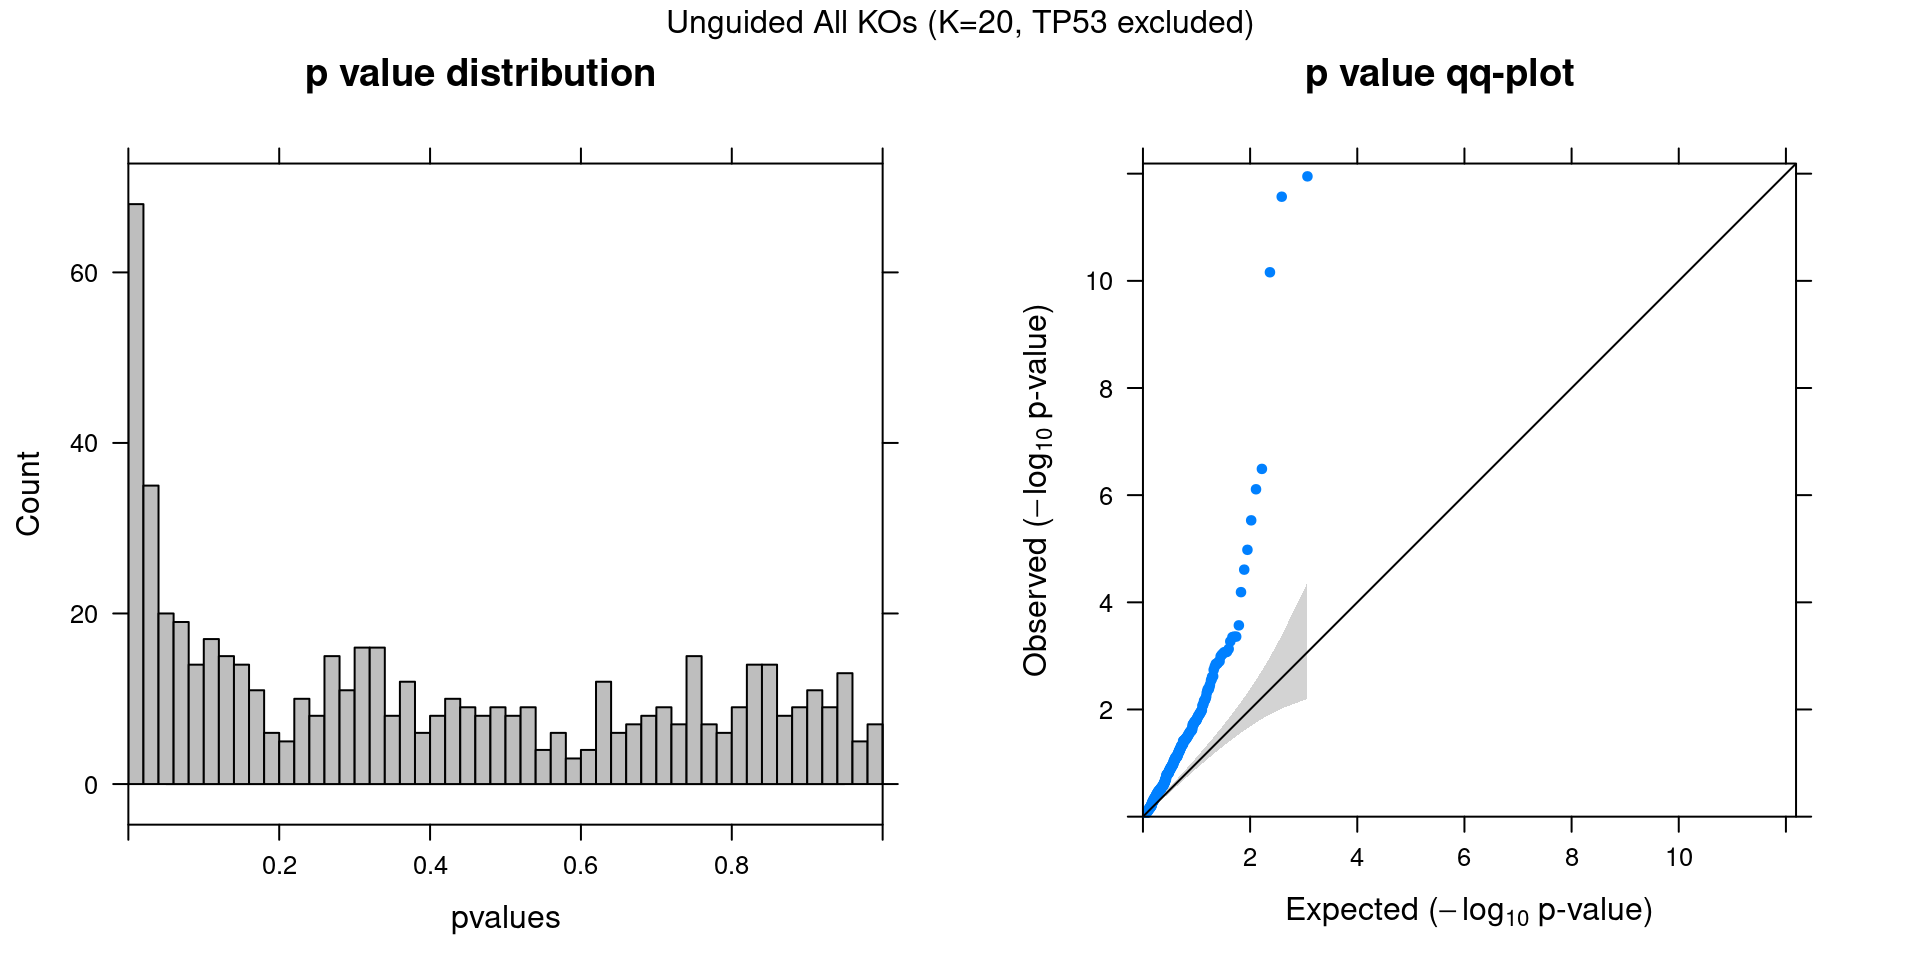 Unguided All KOs (K=20, TP53 excluded)
p value distribution
Count
60
40
20
0
0.2 0.4 0.6 0.8
pvalues
p value qq-plot
Observed (−log10 p-value)
10
8
6
4
2
2 4 6 8 10
Expected (−log10 p-value)